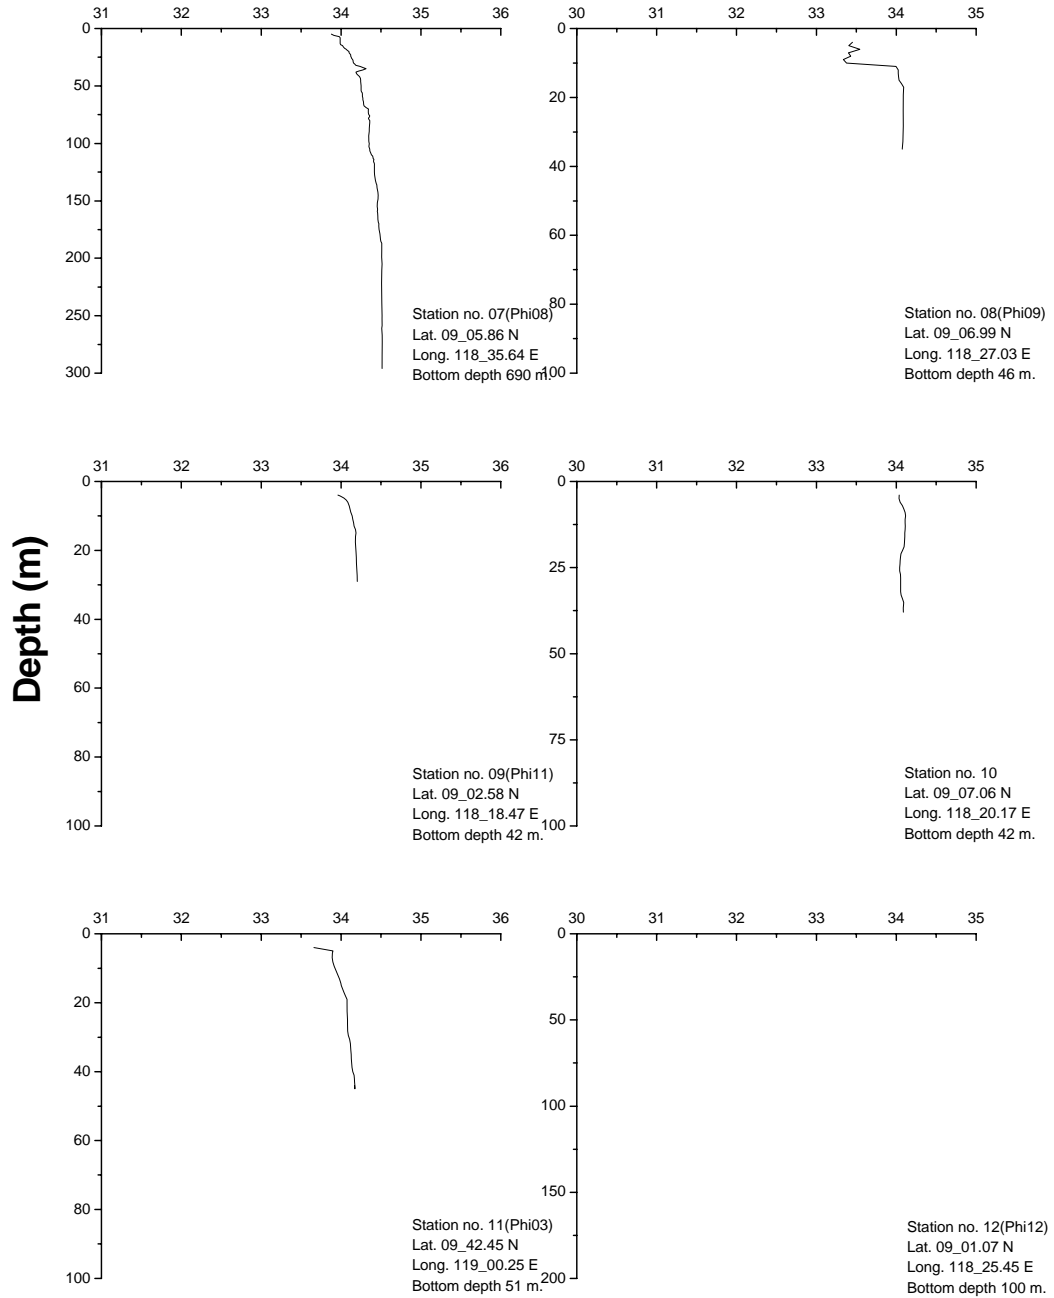 31 32 33 34 35 36
0
50
100
150
200
250
300
Station no. 07(Phi08)
Lat. 09_05.86 N
Long. 118_35.64 E
Bottom depth 690 m.
30 31 32 33 34 35
0
20
40
60
80
100
Station no. 08(Phi09)
Lat. 09_06.99 N
Long. 118_27.03 E
Bottom depth 46 m.
Depth (m)
31 32 33 34 35 36
0
20
40
60
80
100
Station no. 09(Phi11)
Lat. 09_02.58 N
Long. 118_18.47 E
Bottom depth 42 m.
30 31 32 33 34 35
0
25
50
75
100
Station no. 10
Lat. 09_07.06 N
Long. 118_20.17 E
Bottom depth 42 m.
31 32 33 34 35 36
0
20
40
60
80
100
Station no. 11(Phi03)
Lat. 09_42.45 N
Long. 119_00.25 E
Bottom depth 51 m.
30 31 32 33 34 35
0
50
100
150
200
Station no. 12(Phi12)
Lat. 09_01.07 N
Long. 118_25.45 E
Bottom depth 100 m.